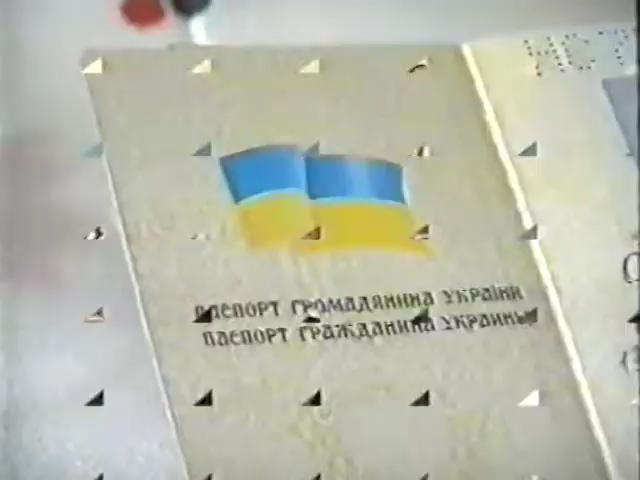 ПАСПОРТ ГРОМАДЯНИНА УКРАЇНИ
ПАСПОРТ ГРАЖДАНИНА УКРАИНЫ